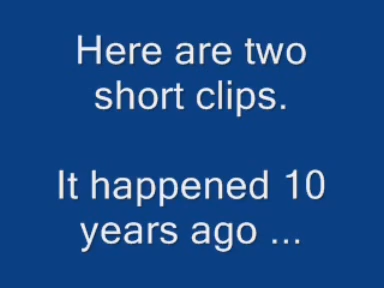 Here are two
short clips.
It happened 10
years ago ...